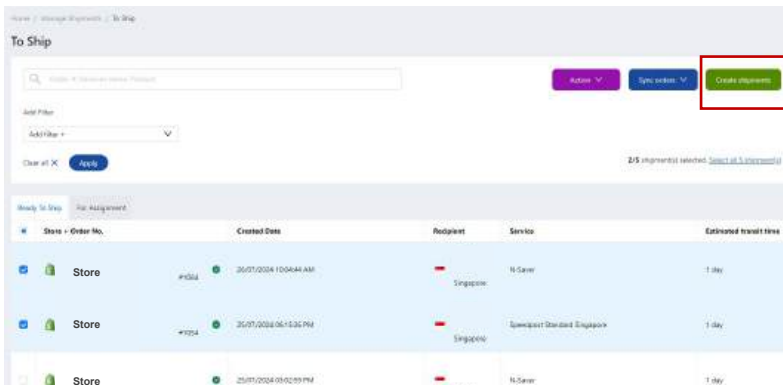 Home / Manage Shipments / To Ship
To Ship
Action
Sync orders
Create shipments
Add Filter
Add Filter +
Clear all X Apply
2/5 shipment(s) selected. Select all 5 shipment(s)
Ready To Ship For Assignment
Store + Order No. Created Date Recipient Service Estimated transit time
Store 26/07/2024 10:04:44 AM Singapore N-Saver 1 day
Store #1054 25/07/2024 06:15:36 PM Singapore Speedpost Standard Singapore 1 day
Store 25/07/2024 05:02:59 PM N-Saver 1 day